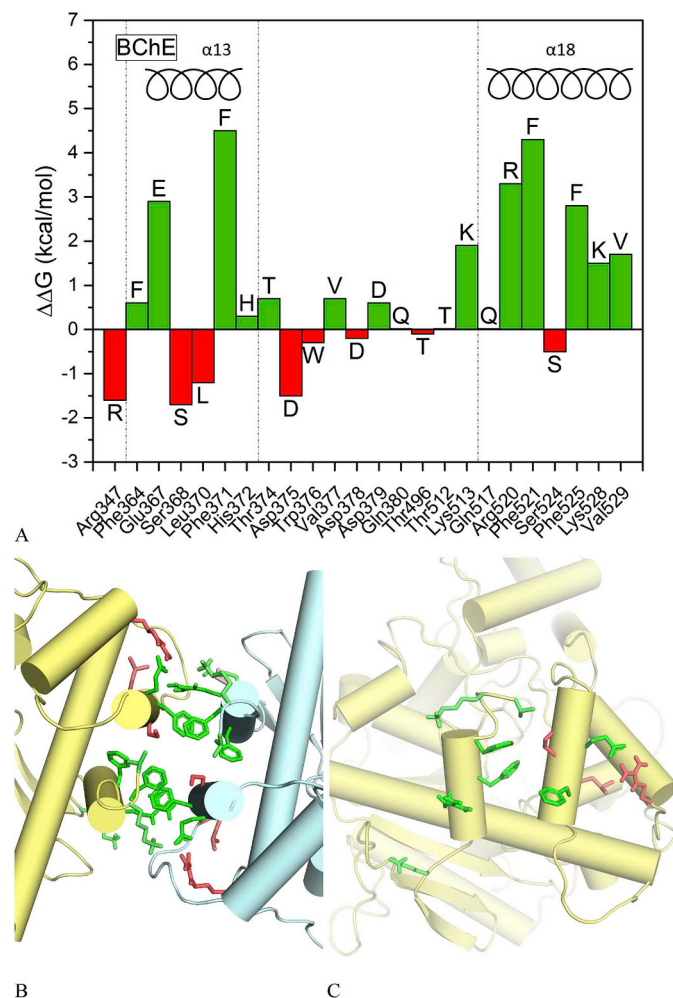 7
6
5
4
3
2
1
0
-1
-2
-3
ΔΔG (kcal/mol)
BChE α13 α18
F
F
R
E
F
K
V
K
T V D
F
H
Q T Q
T
W D
S
L
D
R S
Arg347
Phe364
Glu367
Ser368
Leu370
Phe371
His372
Thr374
Asp375
Trp376
Val377
Asp378
Asp379
Gln380
Thr496
Thr512
Lys513
Gln517
Arg520
Phe521
Ser524
Phe525
Lys528
Val529
A
B C